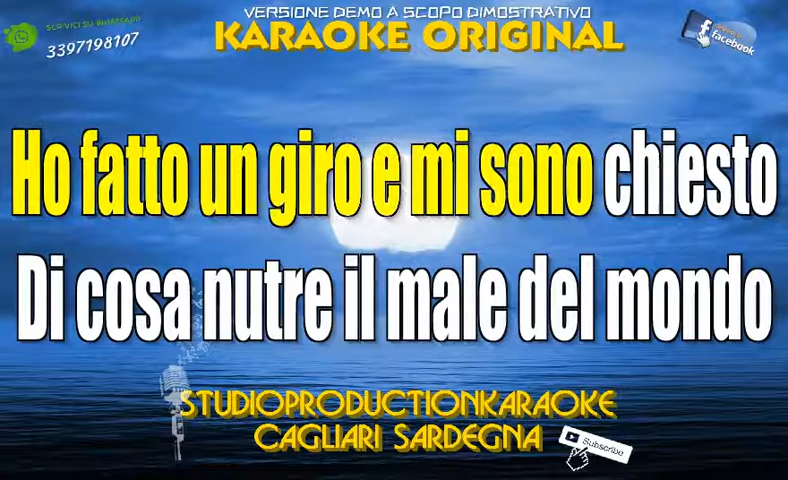 VERSIONE DEMO A SCOPO DIMOSTRATIVO
KARAOKE ORIGINAL
SCRIVICI SU WHATSAPP
3397198107
facebook
Ho fatto un giro e mi sono chiesto
Di cosa nutre il male del mondo
STUDIOPRODUCTIONKARAOKE
CAGLIARI SARDEGNA
Subscribe